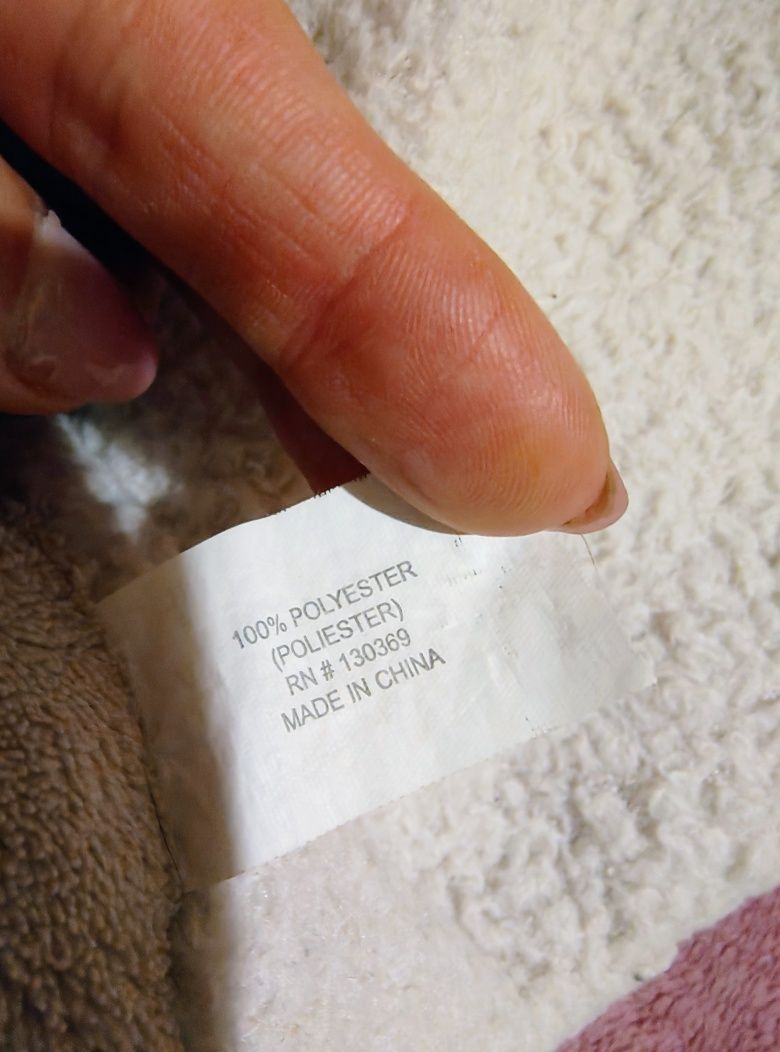 100% POLYESTER
(POLIESTER)
RN # 130369
MADE IN CHINA